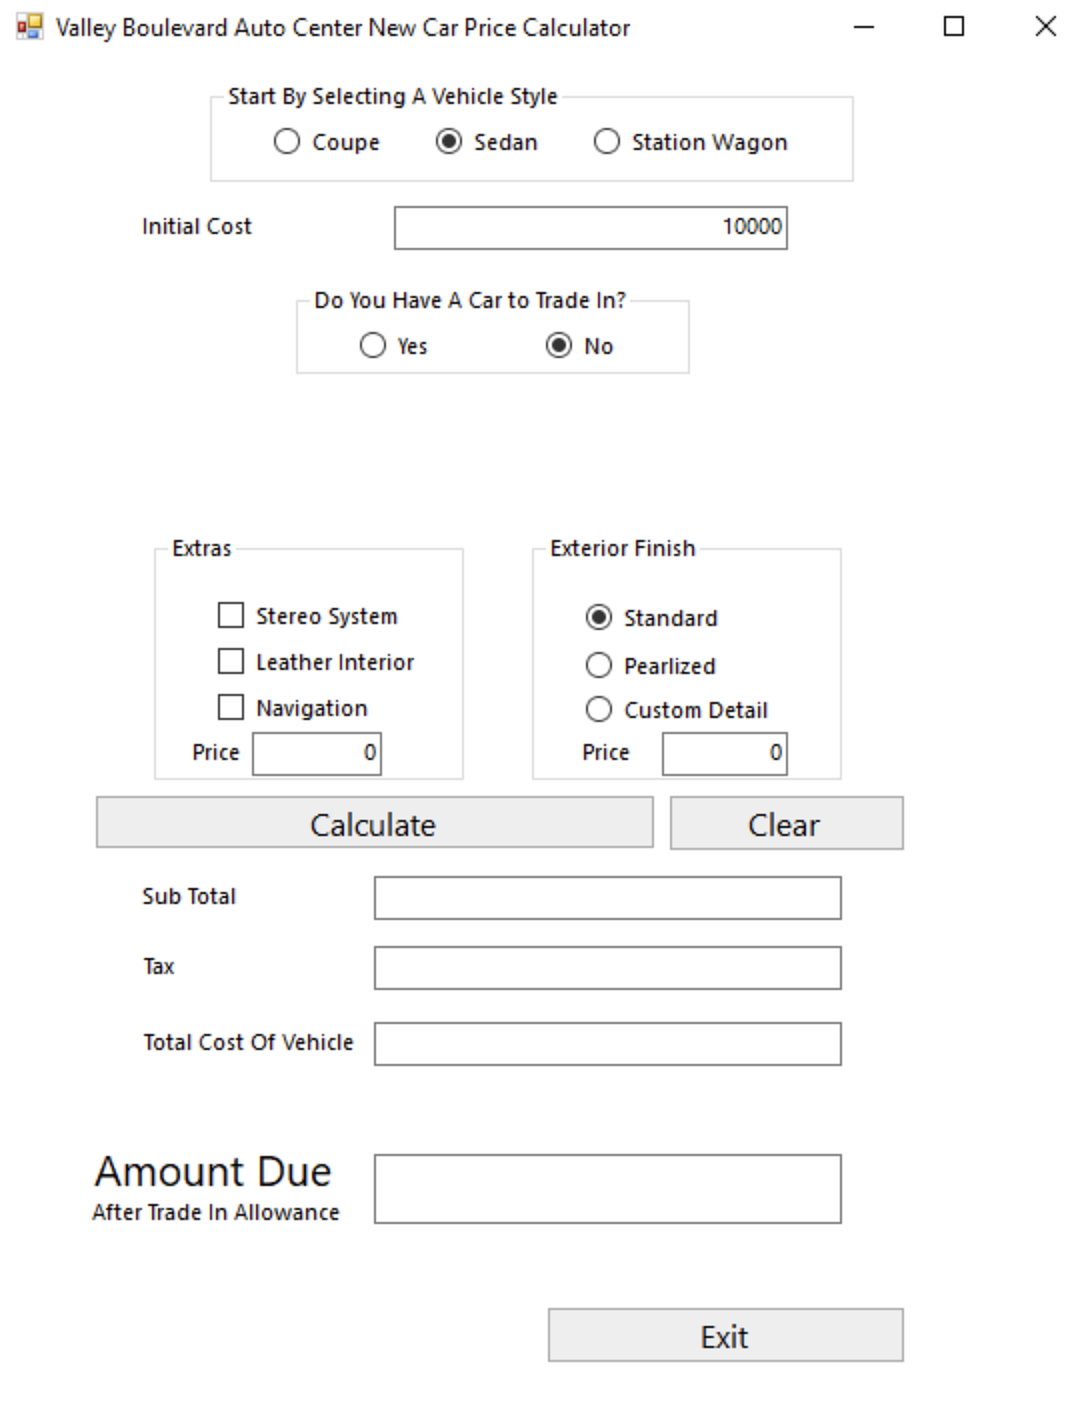 Valley Boulevard Auto Center New Car Price Calculator
Start By Selecting A Vehicle Style
Coupe Sedan Station Wagon
Initial Cost 10000
Do You Have A Car to Trade In?
Yes No
Extras
Stereo System
Leather Interior
Navigation
Price 0
Exterior Finish
Standard
Pearlized
Custom Detail
Price 0
Calculate Clear
Sub Total
Tax
Total Cost Of Vehicle
Amount Due
After Trade In Allowance
Exit